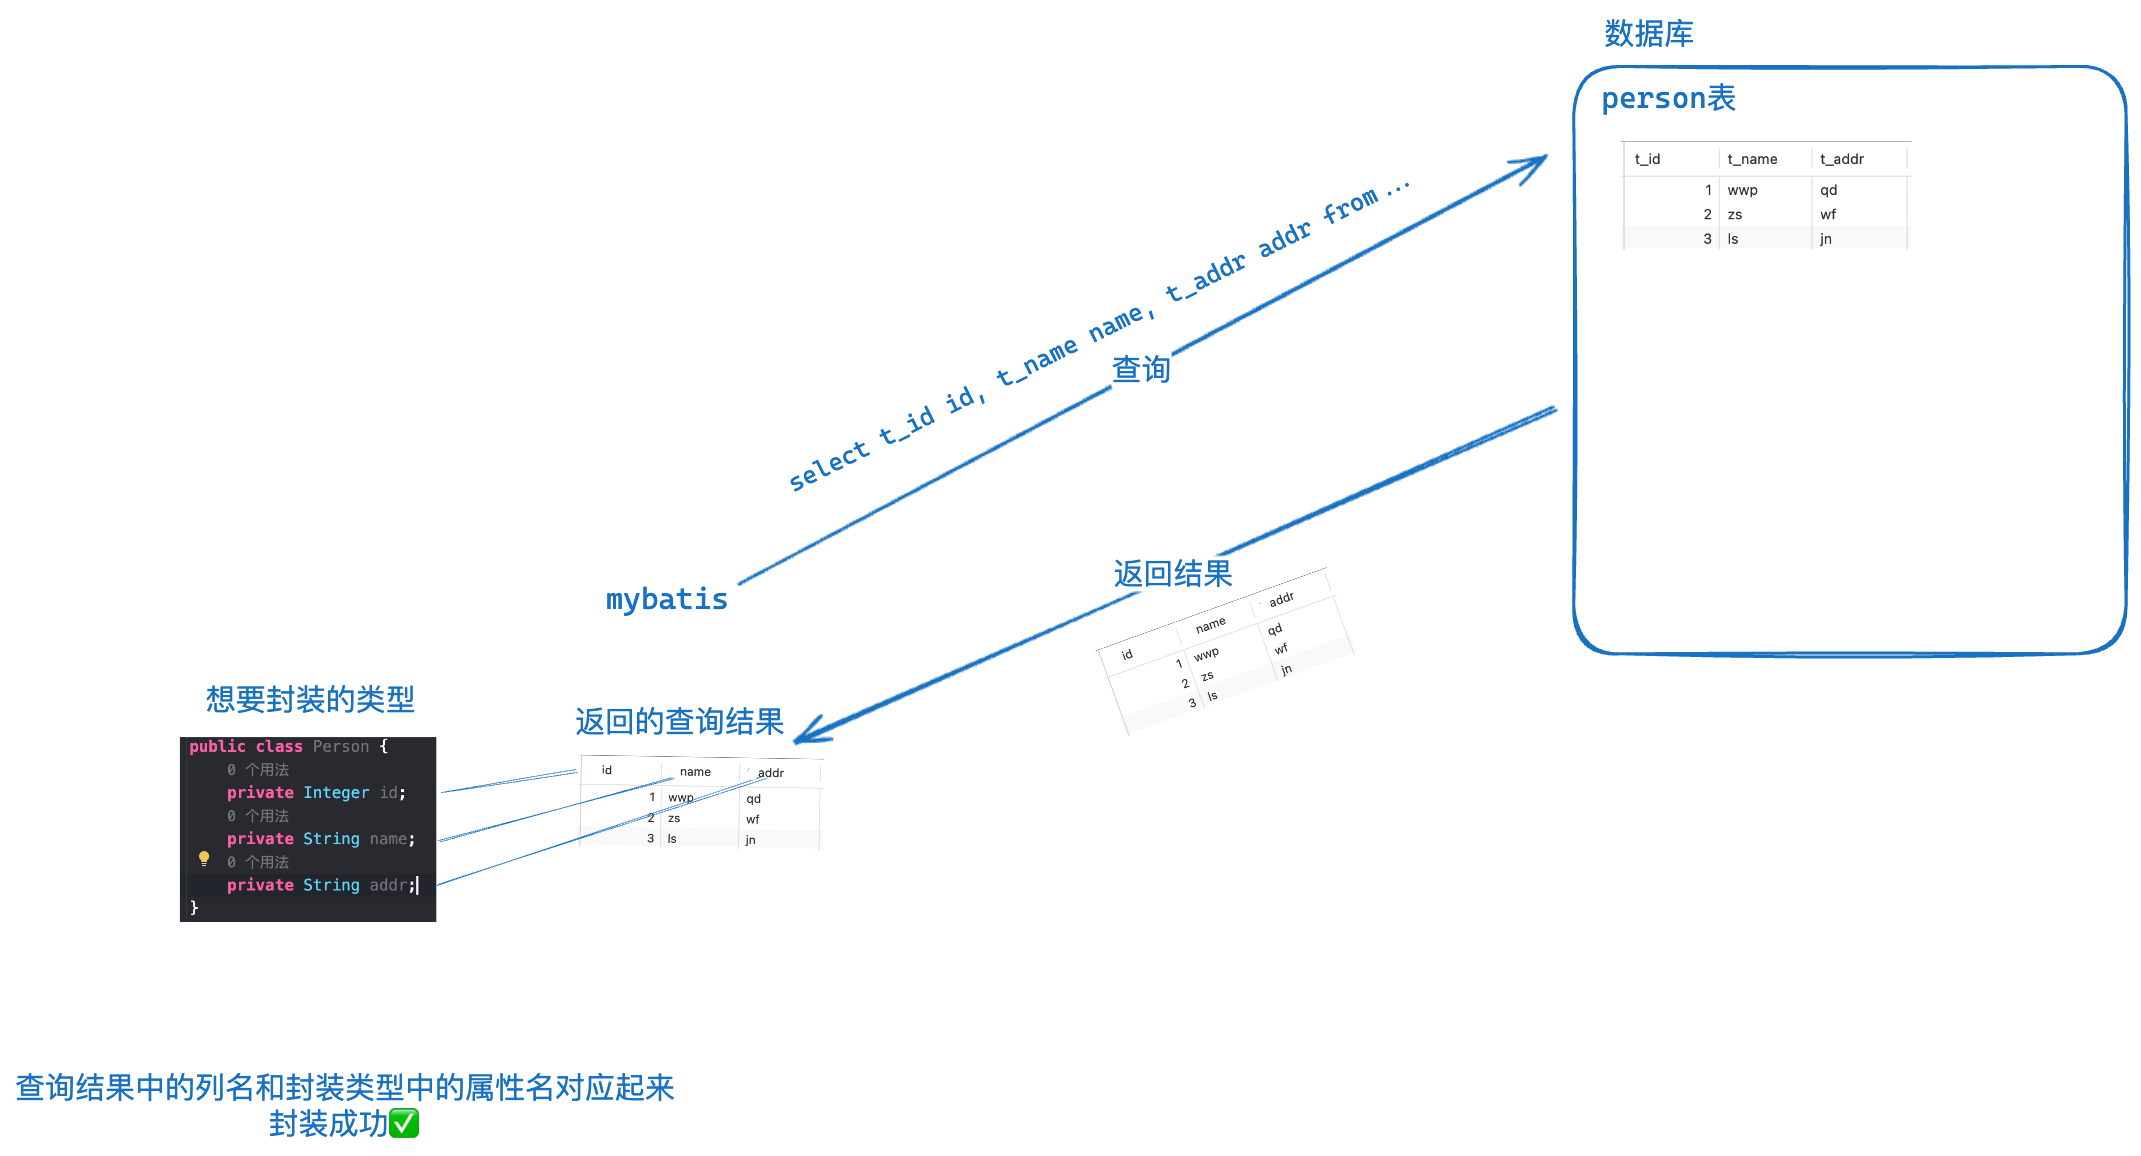 数据库
person表
t_id t_name t_addr
1 wwp qd
2 zs wf
3 ls jn
select t_id id, t_name name, t_addr addr from ...
查询
mybatis
返回结果
id name addr
1 wwp qd
2 zs wf
3 ls jn
想要封装的类型
public class Person {
0 个用法
private Integer id;
0 个用法
private String name;
0 个用法
private String addr;
}
返回的查询结果
id name addr
1 wwp qd
2 zs wf
3 ls jn
查询结果中的列名和封装类型中的属性名对应起来
封装成功✅